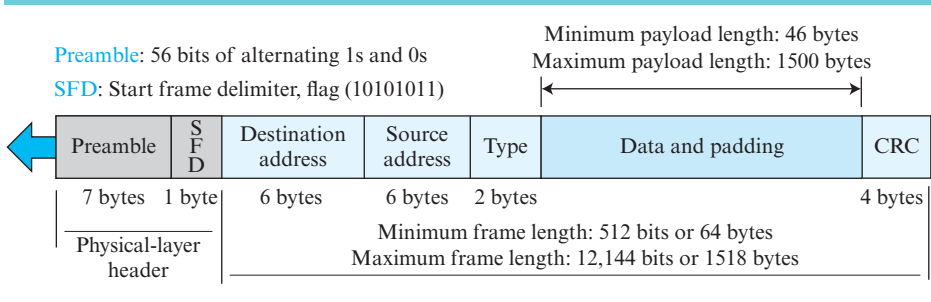 Minimum payload length: 46 bytes
Preamble: 56 bits of alternating 1s and 0s
Maximum payload length: 1500 bytes
SFD: Start frame delimiter, flag (10101011)
Preamble
S
F
D
Destination
address
Source
address
Type
Data and padding
CRC
7 bytes
1 byte
6 bytes
6 bytes
2 bytes
4 bytes
Physical-layer
header
Minimum frame length: 512 bits or 64 bytes
Maximum frame length: 12,144 bits or 1518 bytes